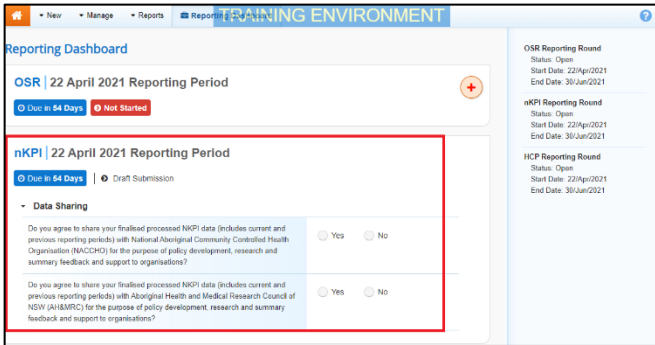 New Manage Reports Reporting Dashboard
TRAINING ENVIRONMENT
?
Reporting Dashboard
OSR | 22 April 2021 Reporting Period
Due in 54 Days Not Started
+
nKPI | 22 April 2021 Reporting Period
Due in 54 Days | Draft Submission
Data Sharing
Do you agree to share your finalised processed NKPI data (includes current and
previous reporting periods) with National Aboriginal Community Controlled Health
Organisation (NACCHO) for the purpose of policy development, research and
summary feedback and support to organisations?
Yes No
Do you agree to share your finalised processed NKPI data (includes current and
previous reporting periods) with Aboriginal Health and Medical Research Council of
NSW (AH&MRC) for the purpose of policy development, research and summary
feedback and support to organisations?
Yes No
OSR Reporting Round
Status: Open
Start Date: 22/Apr/2021
End Date: 30/Jun/2021
nKPI Reporting Round
Status: Open
Start Date: 22/Apr/2021
End Date: 30/Jun/2021
HCP Reporting Round
Status: Open
Start Date: 22/Apr/2021
End Date: 30/Jun/2021